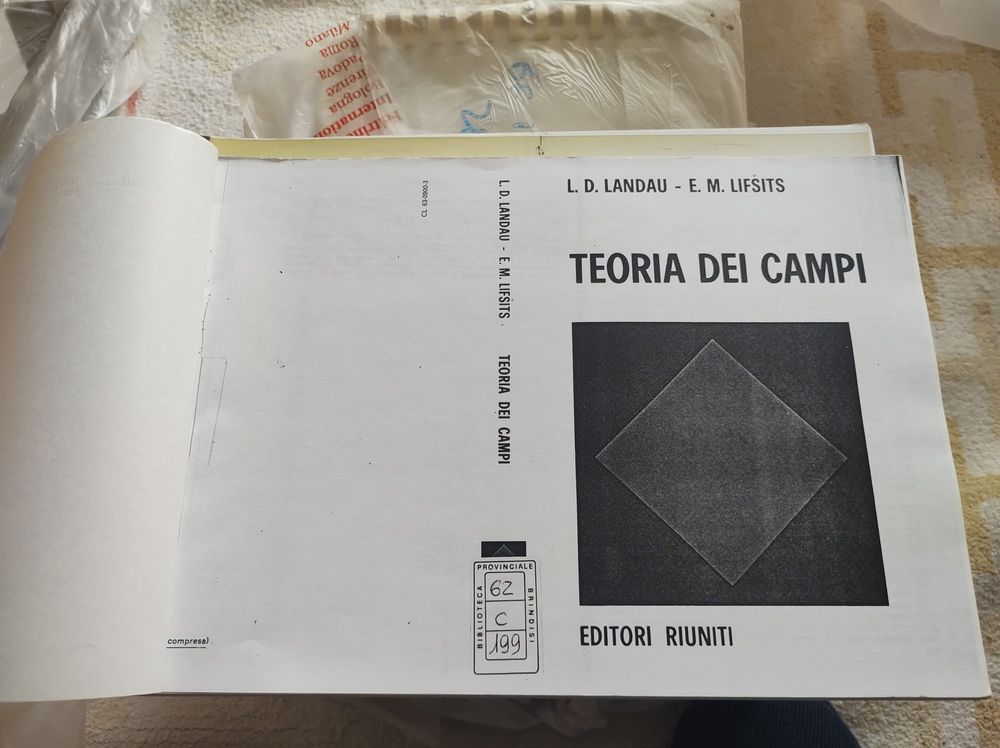 Milano
Roma
Padova
Firenze
Bologna
International
CL 63-0900-3
L. D. LANDAU - E. M. LIFŠITS · TEORIA DEI CAMPI
L. D. LANDAU - E. M. LIFŠITS
TEORIA DEI CAMPI
EDITORI RIUNITI
compresa)
PROVINCIALE
BIBLIOTECA
BRINDISI
62
C
199